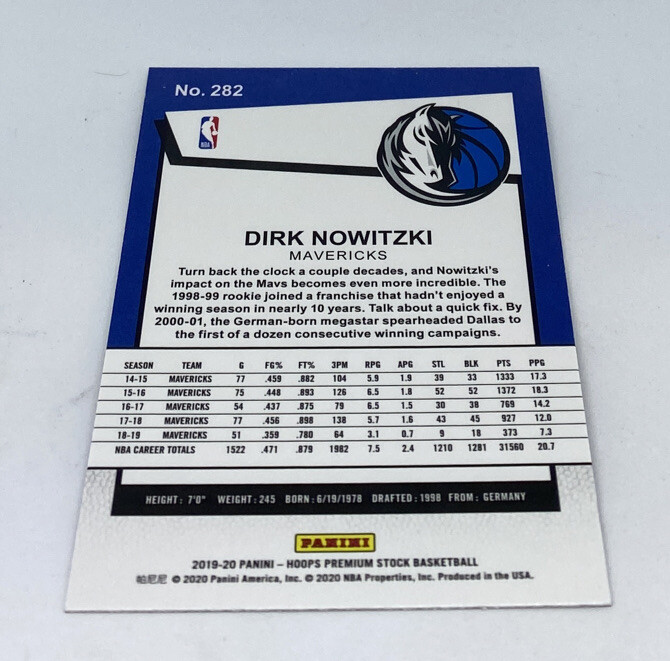 No. 282
NBA
DIRK NOWITZKI
MAVERICKS
Turn back the clock a couple decades, and Nowitzki's
impact on the Mavs becomes even more incredible. The
1998-99 rookie joined a franchise that hadn't enjoyed a
winning season in nearly 10 years. Talk about a quick fix. By
2000-01, the German-born megastar spearheaded Dallas to
the first of a dozen consecutive winning campaigns.
SEASON TEAM G FG% FT% 3PM RPG APG STL BLK PTS PPG
14-15 MAVERICKS 77 .459 .882 104 5.9 1.9 39 33 1333 17.3
15-16 MAVERICKS 75 .448 .893 126 6.5 1.8 52 52 1372 18.3
16-17 MAVERICKS 54 .437 .875 79 6.5 1.5 30 38 769 14.2
17-18 MAVERICKS 77 .456 .898 138 5.7 1.6 43 45 927 12.0
18-19 MAVERICKS 51 .359 .780 64 3.1 0.7 9 18 373 7.3
NBA CAREER TOTALS 1522 .471 .879 1982 7.5 2.4 1210 1281 31560 20.7
HEIGHT: 7'0" WEIGHT: 245 BORN: 6/19/1978 DRAFTED: 1998 FROM: GERMANY
PANINI
2019-20 PANINI – HOOPS PREMIUM STOCK BASKETBALL
帕尼尼 © 2020 Panini America, Inc. © 2020 NBA Properties, Inc. Produced in the USA.